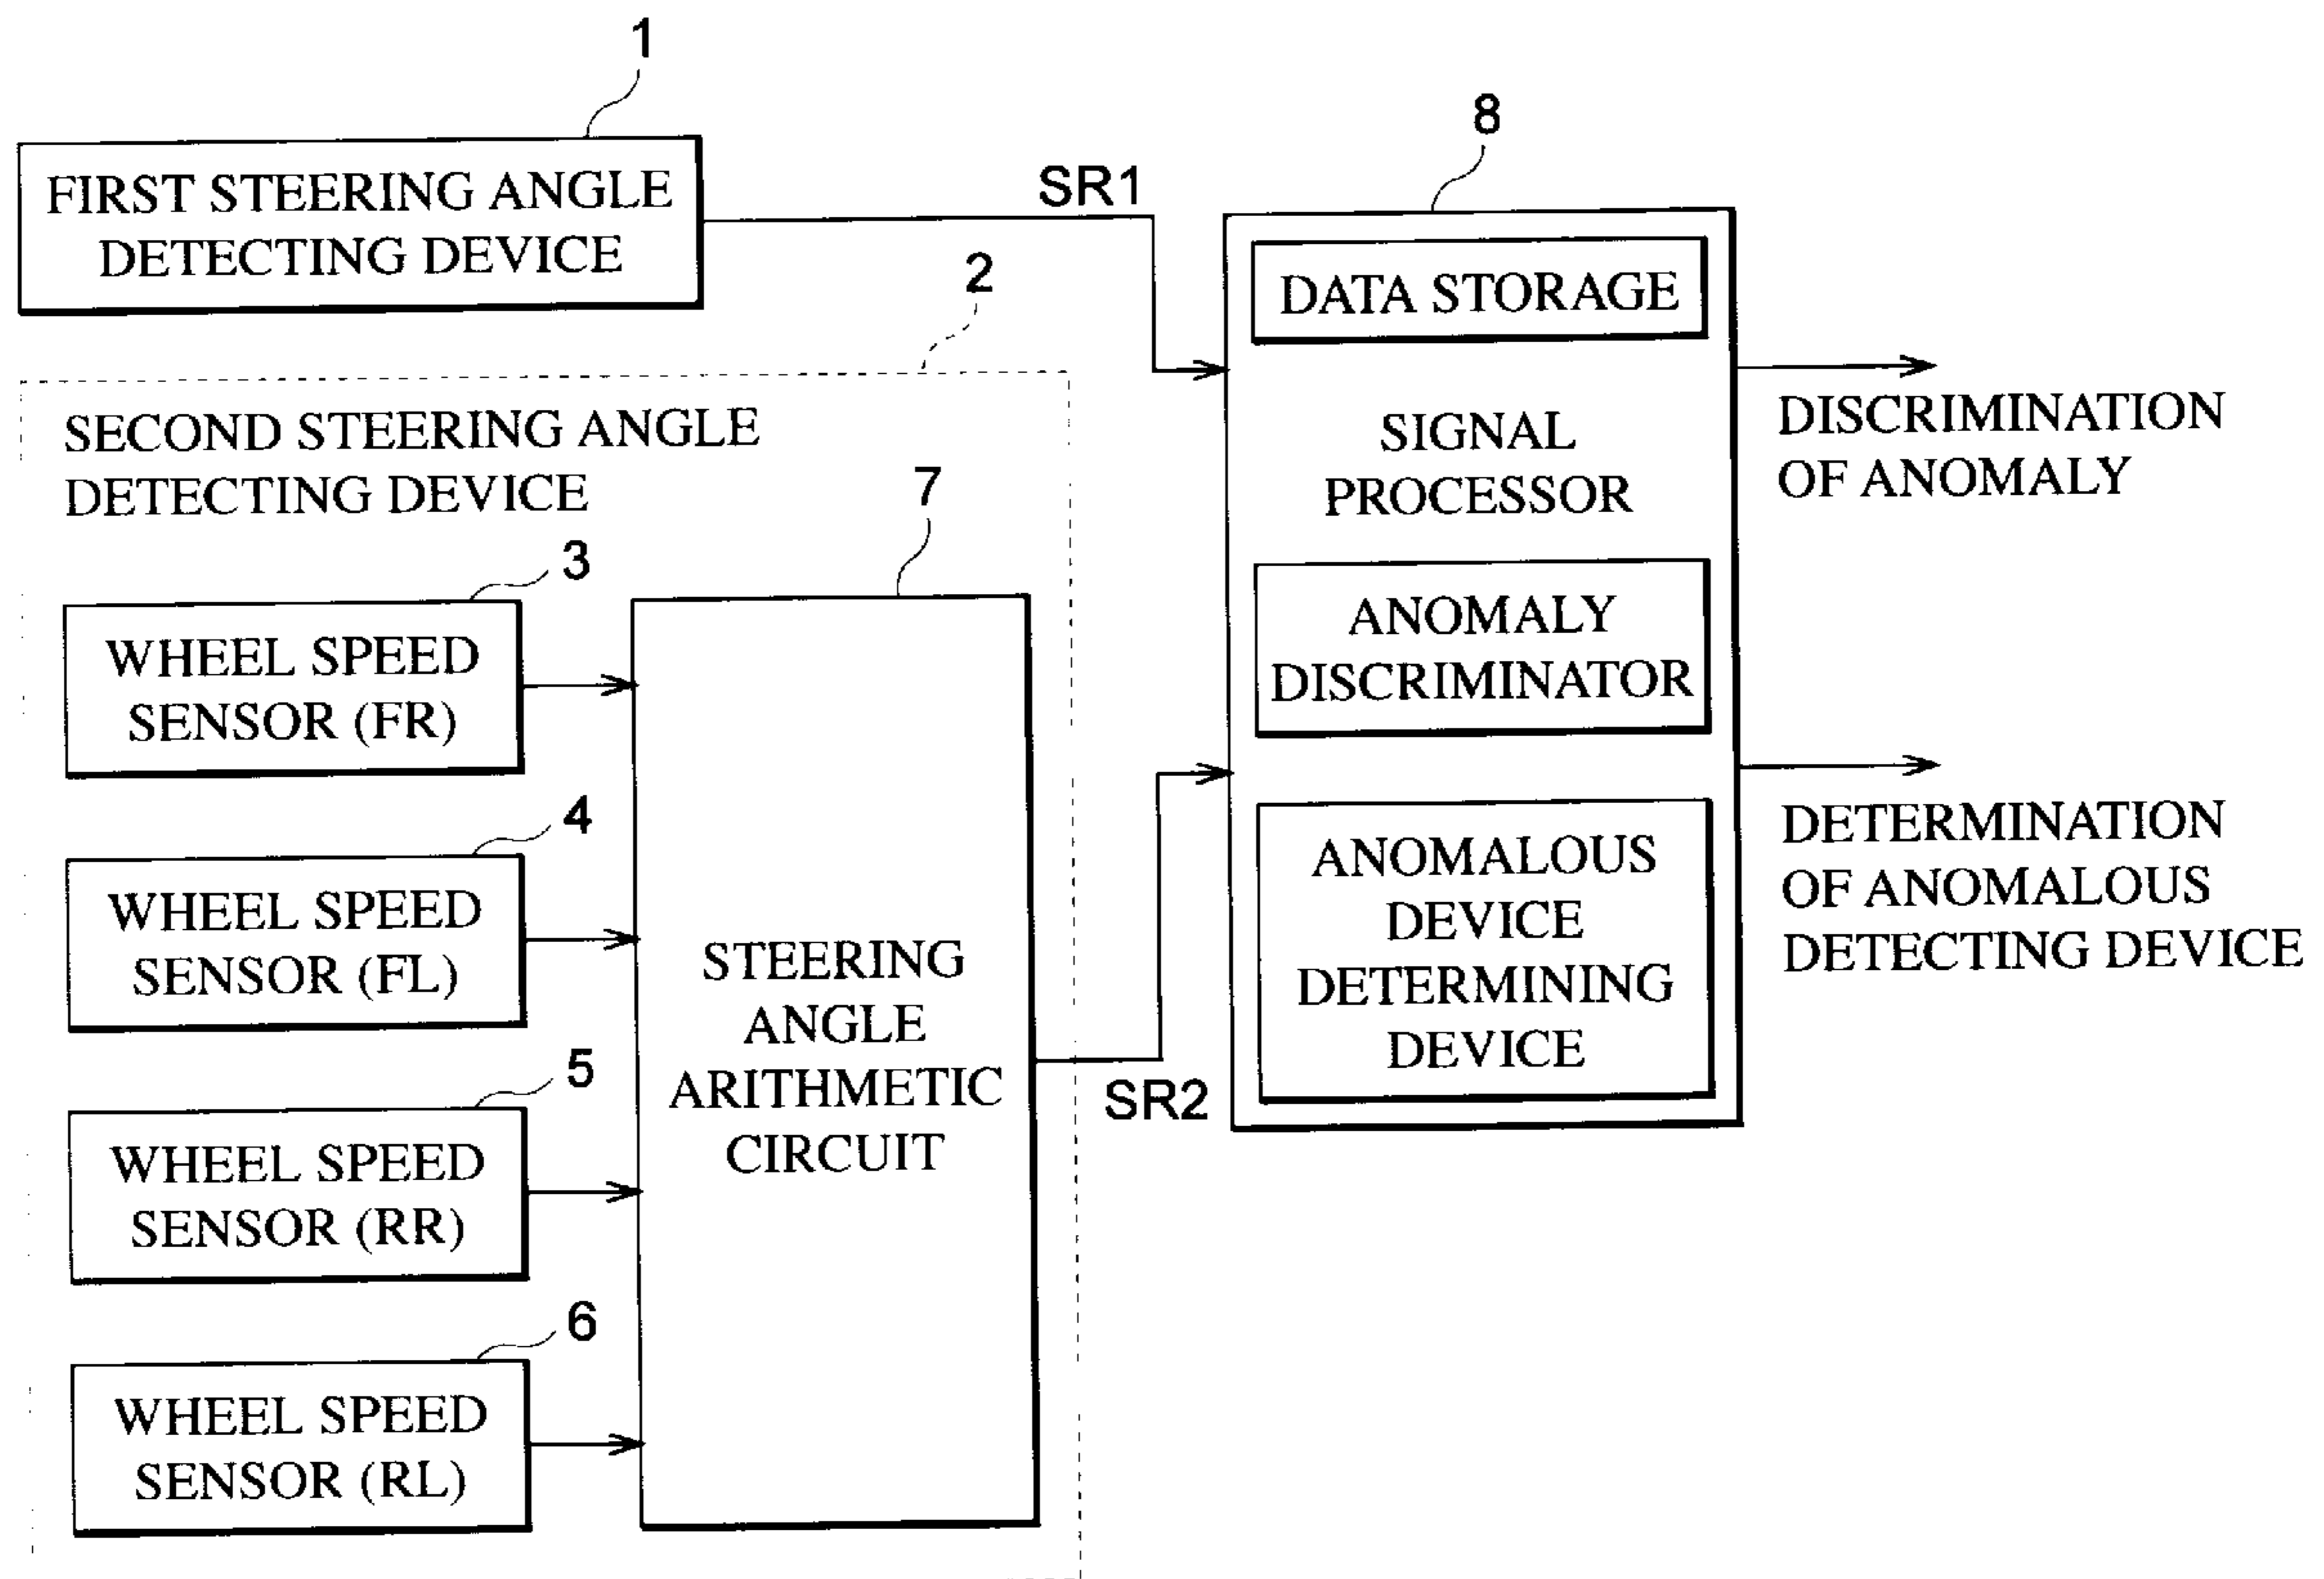 1
FIRST STEERING ANGLE
DETECTING DEVICE
SR1
2
SECOND STEERING ANGLE
DETECTING DEVICE
3
WHEEL SPEED
SENSOR (FR)
4
WHEEL SPEED
SENSOR (FL)
5
WHEEL SPEED
SENSOR (RR)
6
WHEEL SPEED
SENSOR (RL)
7
STEERING
ANGLE
ARITHMETIC
CIRCUIT
SR2
8
DATA STORAGE
SIGNAL
PROCESSOR
ANOMALY
DISCRIMINATOR
ANOMALOUS
DEVICE
DETERMINING
DEVICE
DISCRIMINATION
OF ANOMALY
DETERMINATION
OF ANOMALOUS
DETECTING DEVICE